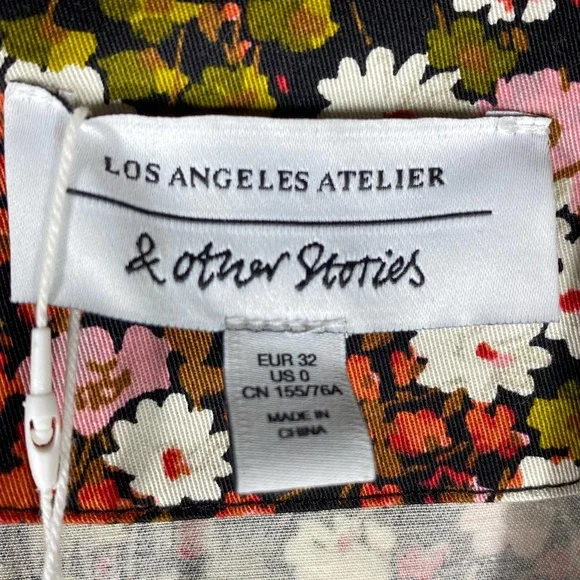 LOS ANGELES ATELIER
& other Stories
EUR 32
US 0
CN 155/76A
MADE IN
CHINA